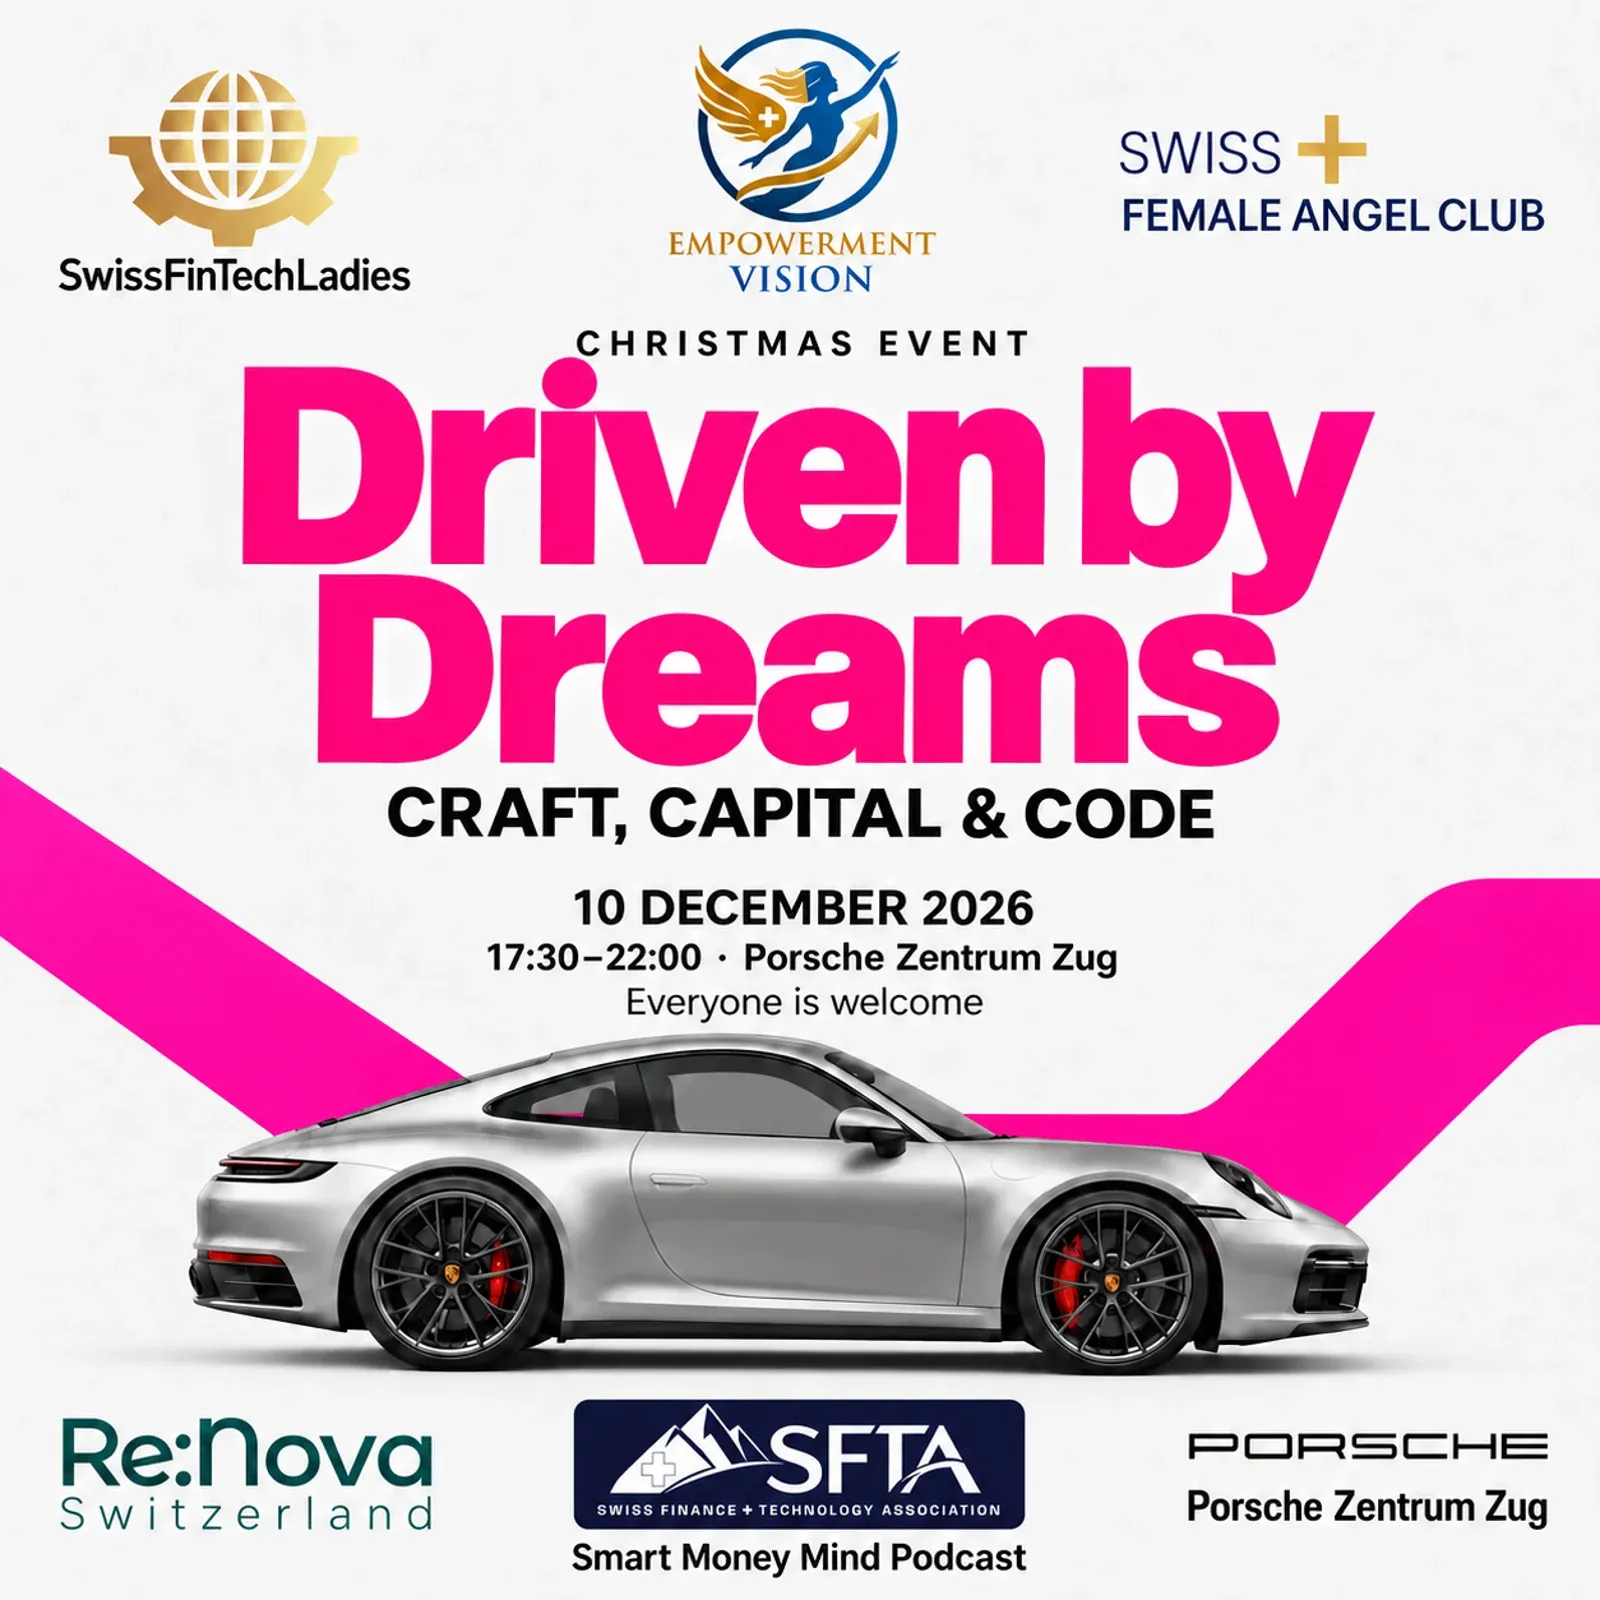 SwissFinTechLadies
EMPOWERMENT
VISION
SWISS
FEMALE ANGEL CLUB
CHRISTMAS EVENT
Driven by
Dreams
CRAFT, CAPITAL & CODE
10 DECEMBER 2026
17:30–22:00 · Porsche Zentrum Zug
Everyone is welcome
Re:Nova
Switzerland
SFTA
SWISS FINANCE + TECHNOLOGY ASSOCIATION
Smart Money Mind Podcast
PORSCHE
Porsche Zentrum Zug